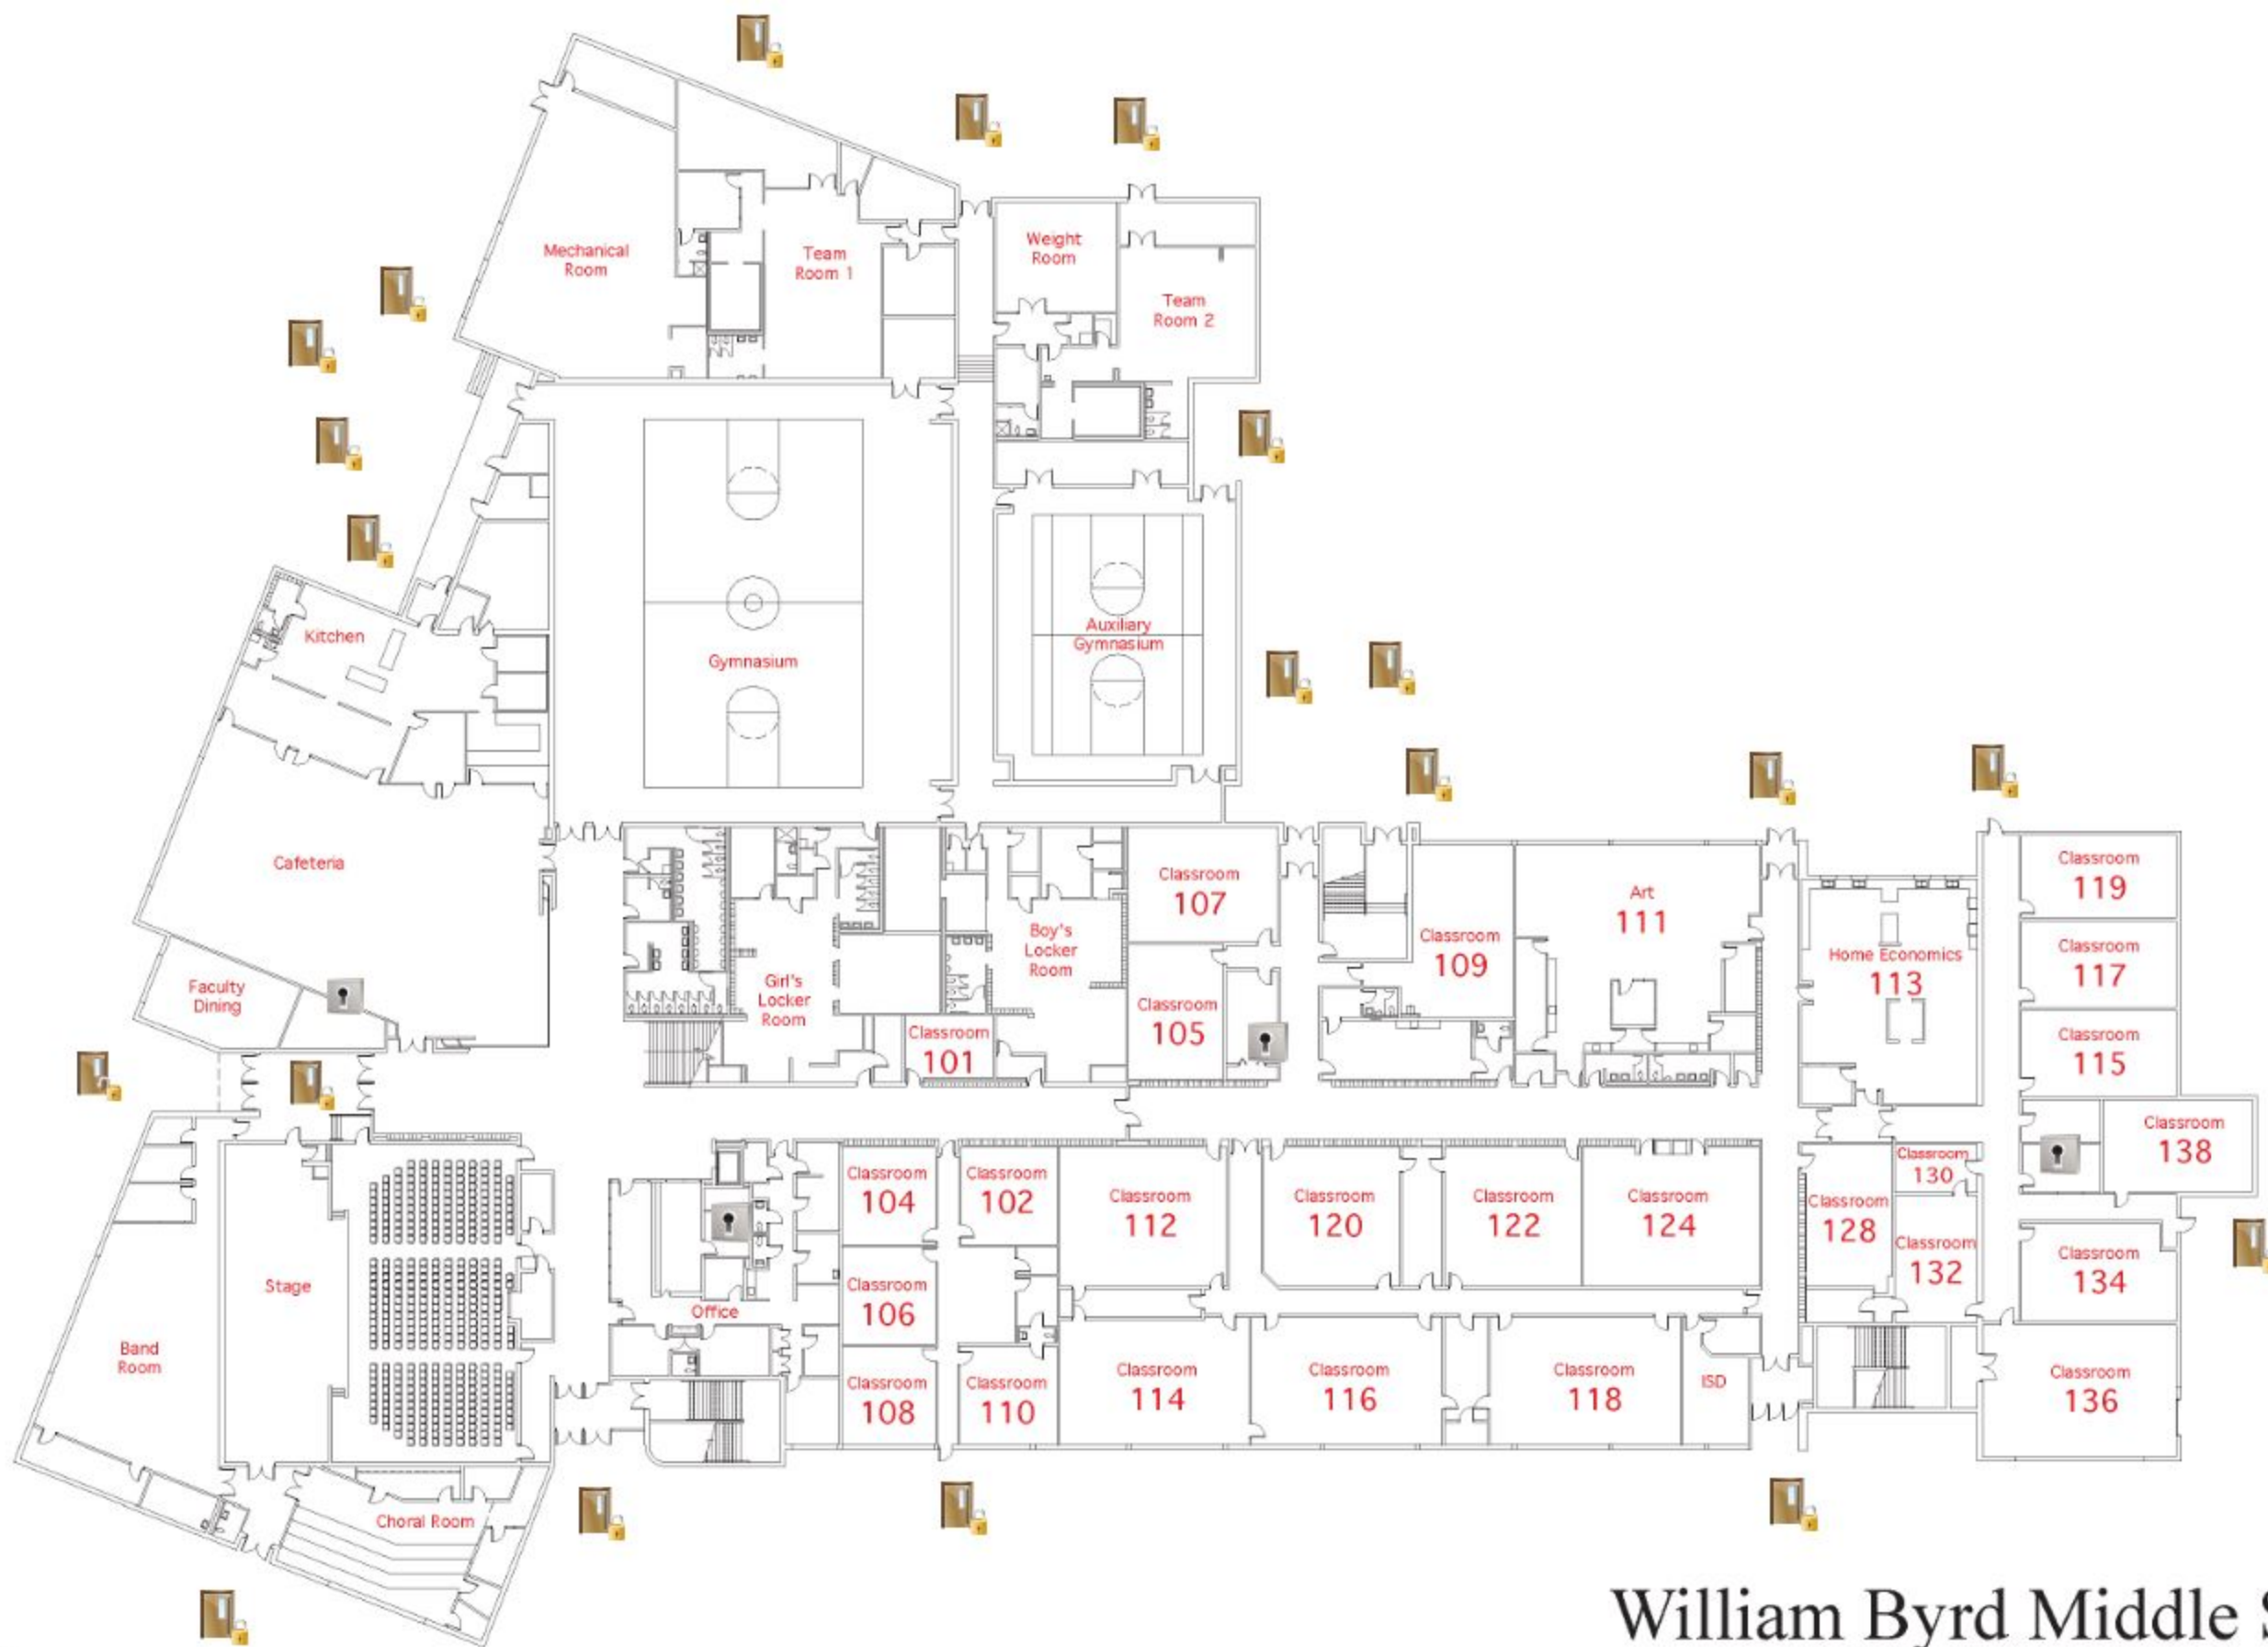 Mechanical
Room
Team
Room 1
Weight
Room
Team
Room 2
Kitchen
Gymnasium
Auxiliary
Gymnasium
Cafeteria
Faculty
Dining
Girl's
Locker
Room
Classroom
101
Boy's
Locker
Room
Classroom
107
Classroom
105
Classroom
109
Art
111
Home Economics
113
Classroom
119
Classroom
117
Classroom
115
Classroom
138
Classroom
104
Classroom
102
Classroom
112
Classroom
120
Classroom
122
Classroom
124
Classroom
128
Classroom
130
Classroom
132
Classroom
134
Stage
Office
Classroom
106
Band
Room
Classroom
108
Classroom
110
Classroom
114
Classroom
116
Classroom
118
ISD
Classroom
136
Choral Room
William Byrd Middle S